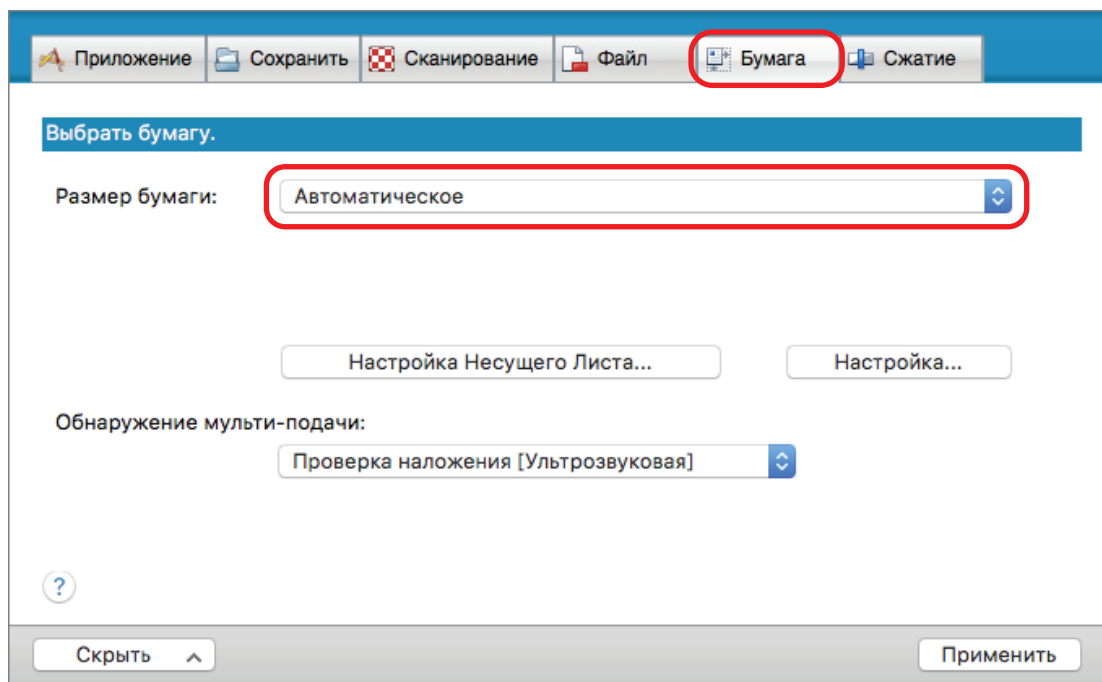 Приложение Сохранить Сканирование Файл Бумага Сжатие
Выбрать бумагу.
Размер бумаги: Автоматическое
Настройка Несущего Листа... Настройка...
Обнаружение мульти-подачи:
Проверка наложения [Ультрозвуковая]
?
Скрыть Применить